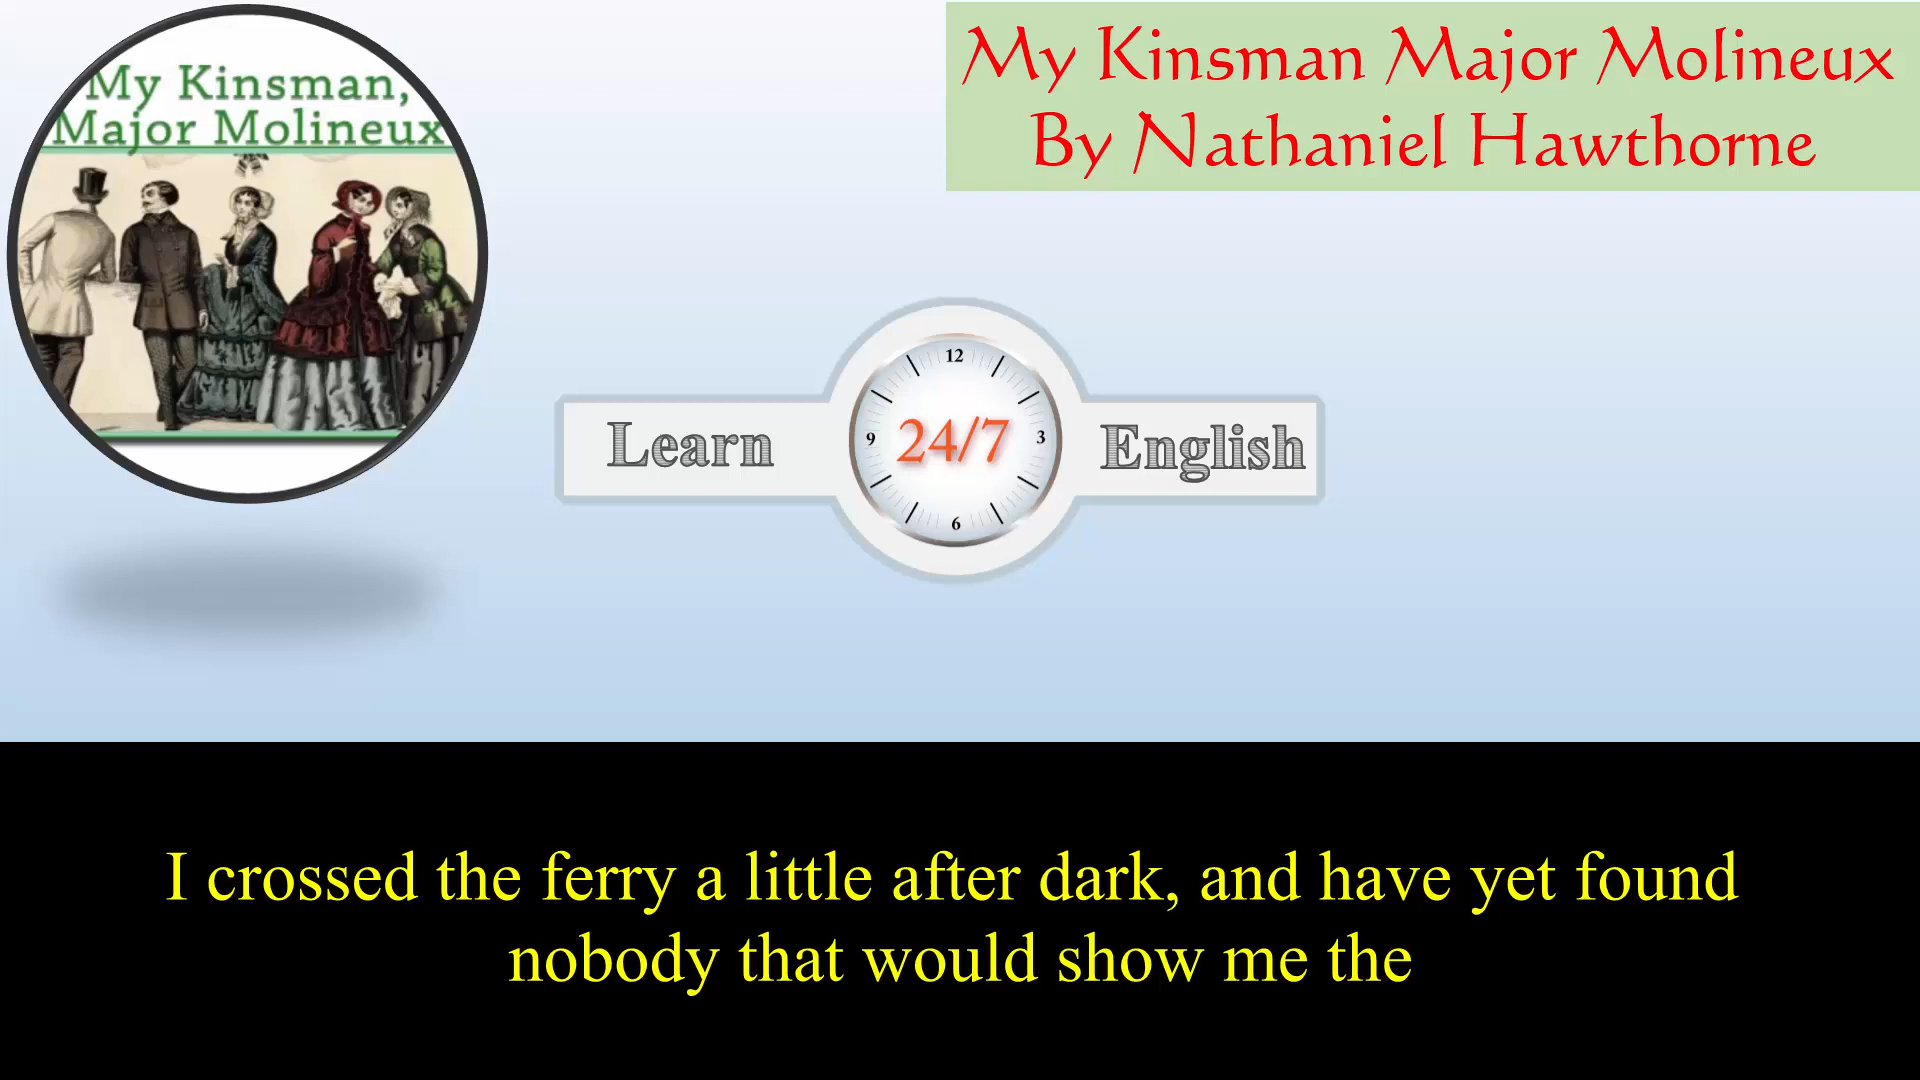 My Kinsman,
Major Molineux
My Kinsman Major Molineux
By Nathaniel Hawthorne
Learn 24/7 English
12
9
3
6
I crossed the ferry a little after dark, and have yet found
nobody that would show me the